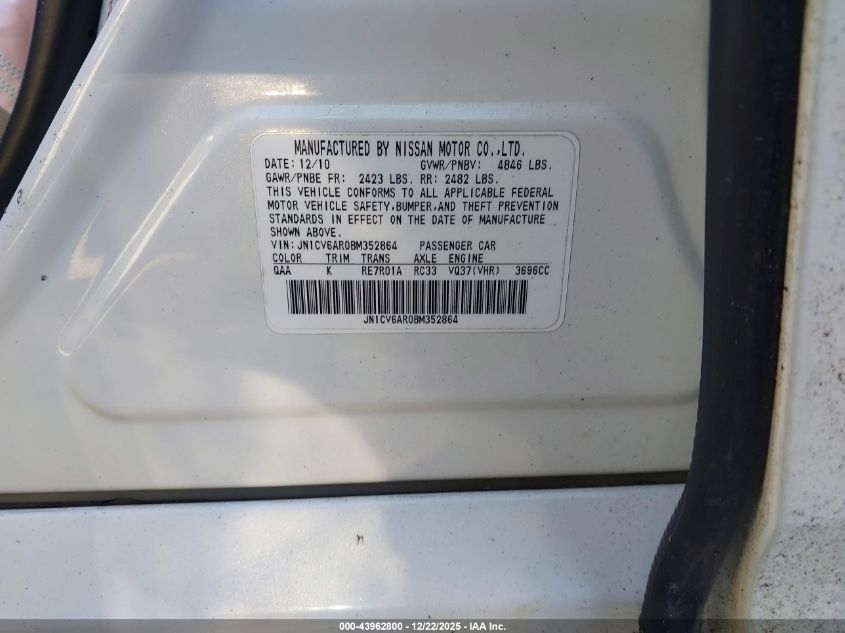 MANUFACTURED BY NISSAN MOTOR CO.,LTD.
DATE: 12/10 GVWR/PNBV: 4846 LBS.
GAWR/PNBE FR: 2423 LBS. RR: 2482 LBS.
THIS VEHICLE CONFORMS TO ALL APPLICABLE FEDERAL
MOTOR VEHICLE SAFETY,BUMPER,AND THEFT PREVENTION
STANDARDS IN EFFECT ON THE DATE OF MANUFACTURE
SHOWN ABOVE.
VIN: JN1CV6AR0BM352864 PASSENGER CAR
COLOR TRIM TRANS AXLE ENGINE
QAA K RE7R01A RC33 VQ37(VHR) 3696CC
JN1CV6AR0BM352864
000-43962800 - 12/22/2025 - IAA Inc.